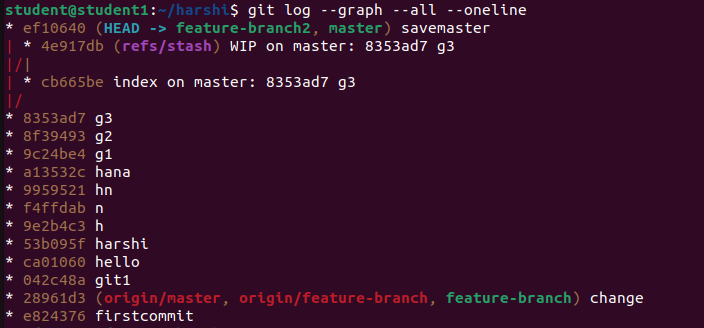 student@student1:~/harshi$ git log --graph --all --oneline
* ef10640 (HEAD -> feature-branch2, master) savemaster
| * 4e917db (refs/stash) WIP on master: 8353ad7 g3
|/|
| * cb665be index on master: 8353ad7 g3
|/
* 8353ad7 g3
* 8f39493 g2
* 9c24be4 g1
* a13532c hana
* 9959521 hn
* f4ffdab n
* 9e2b4c3 h
* 53b095f harshi
* ca01060 hello
* 042c48a git1
* 28961d3 (origin/master, origin/feature-branch, feature-branch) change
* e824376 firstcommit